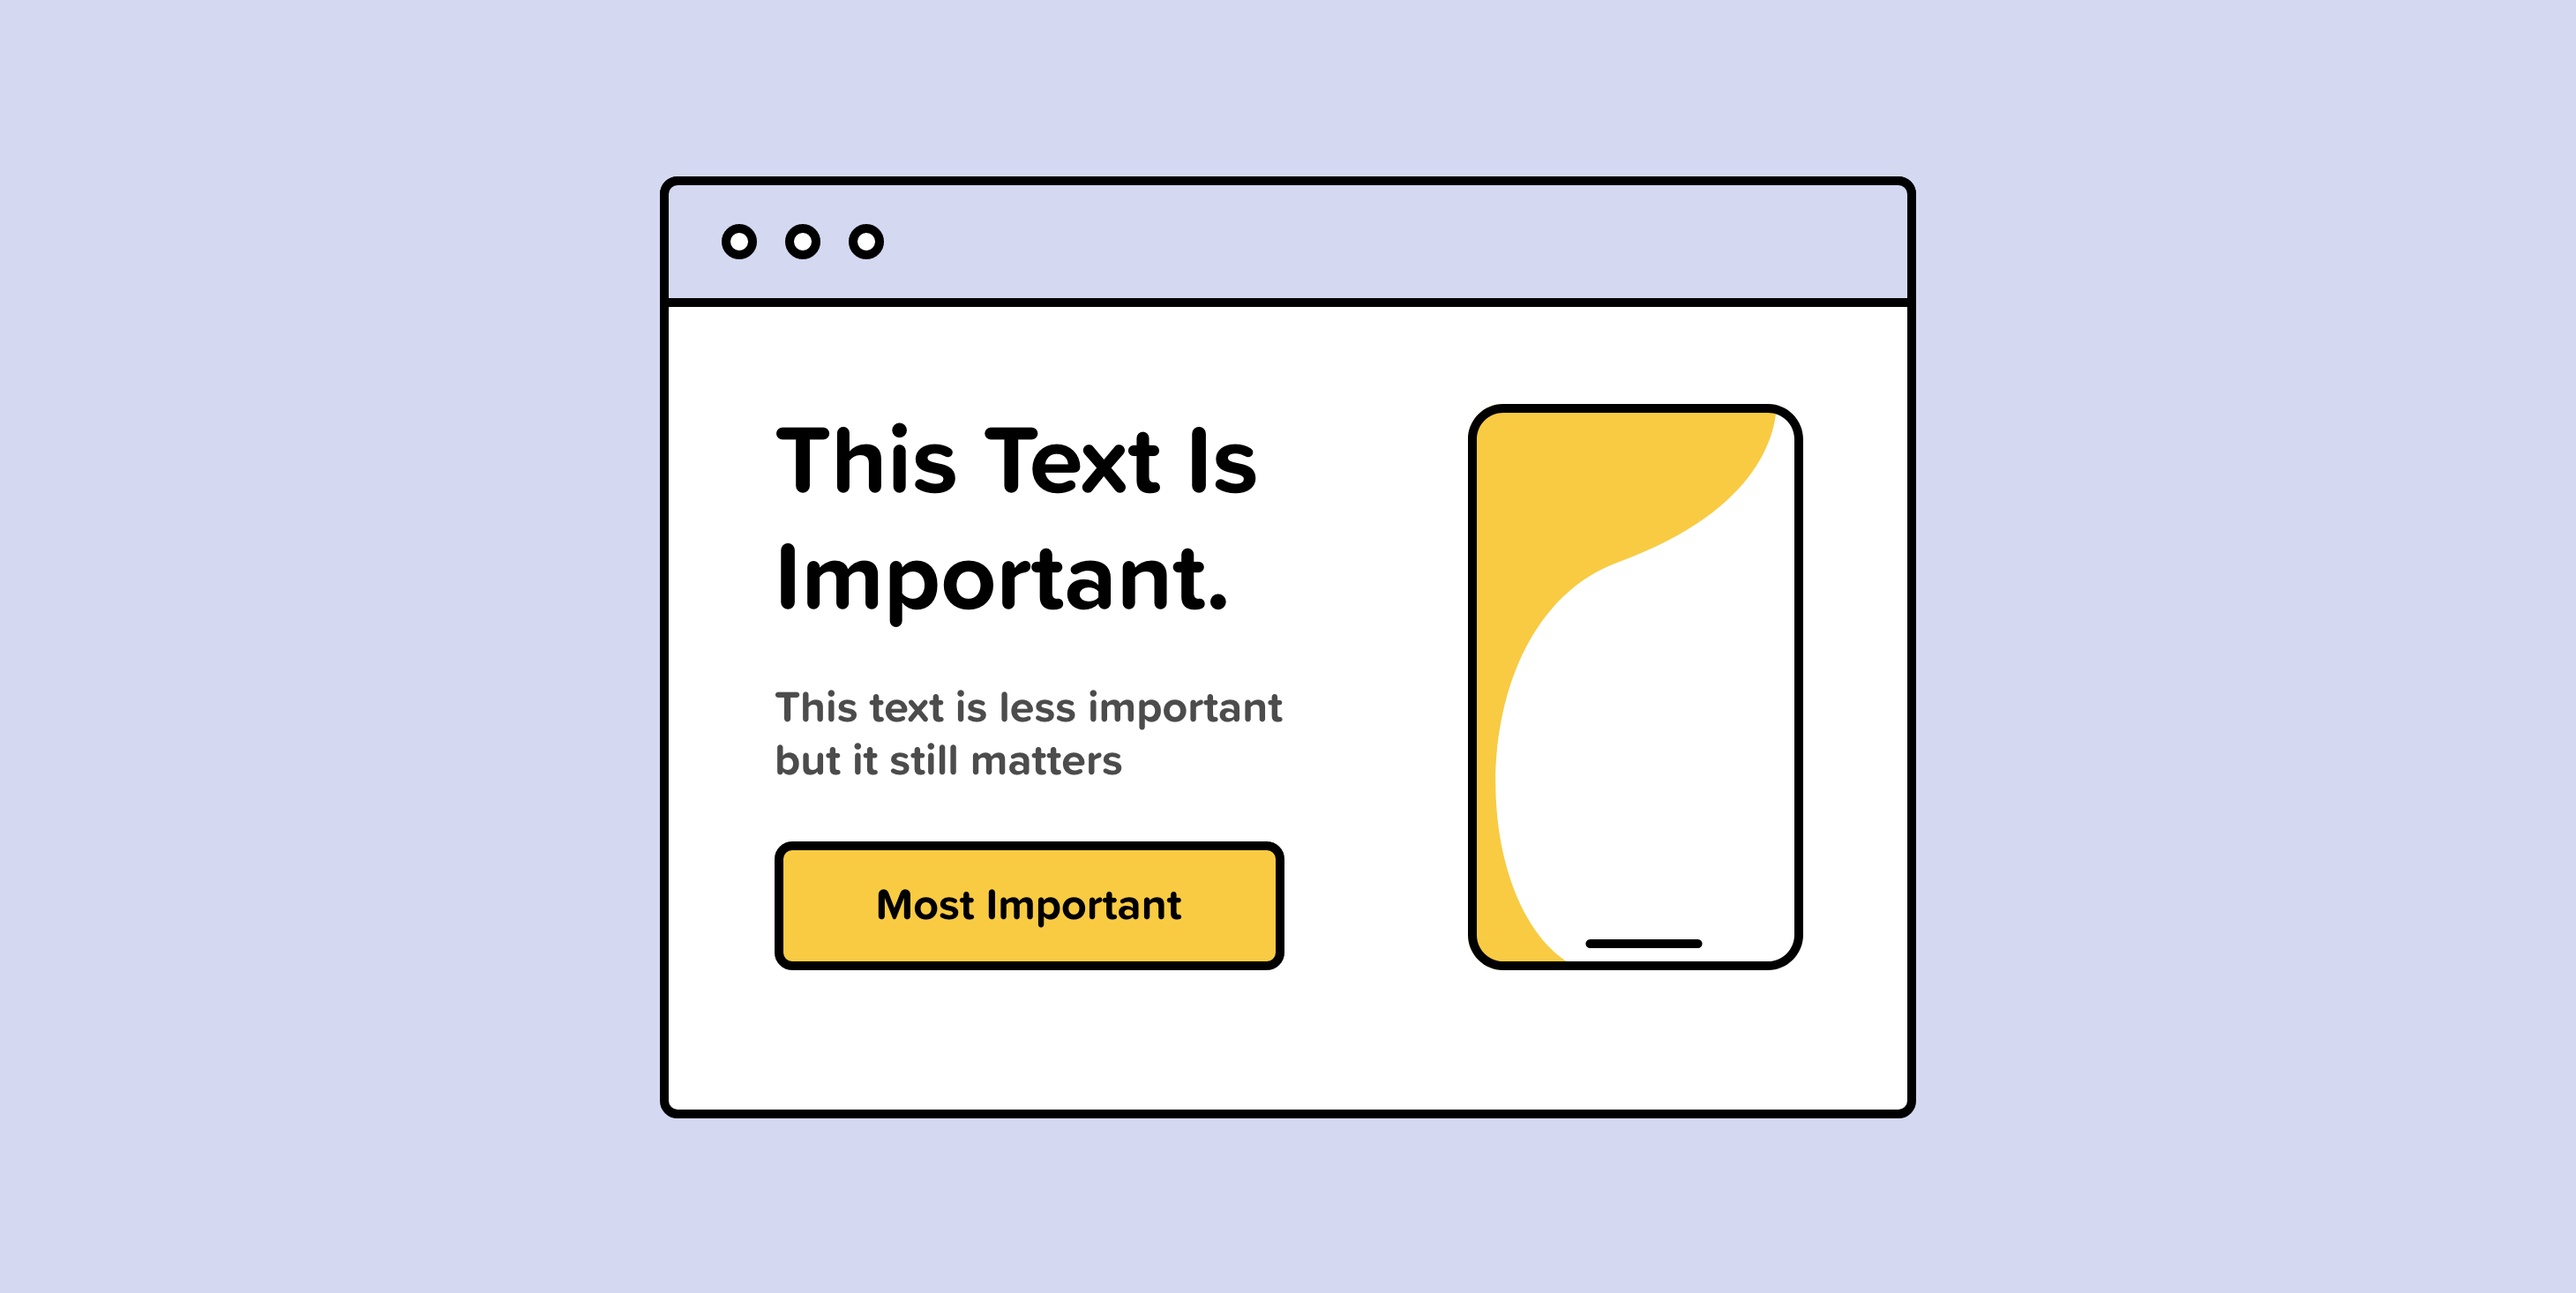 This Text Is
Important.
This text is less important
but it still matters
Most Important